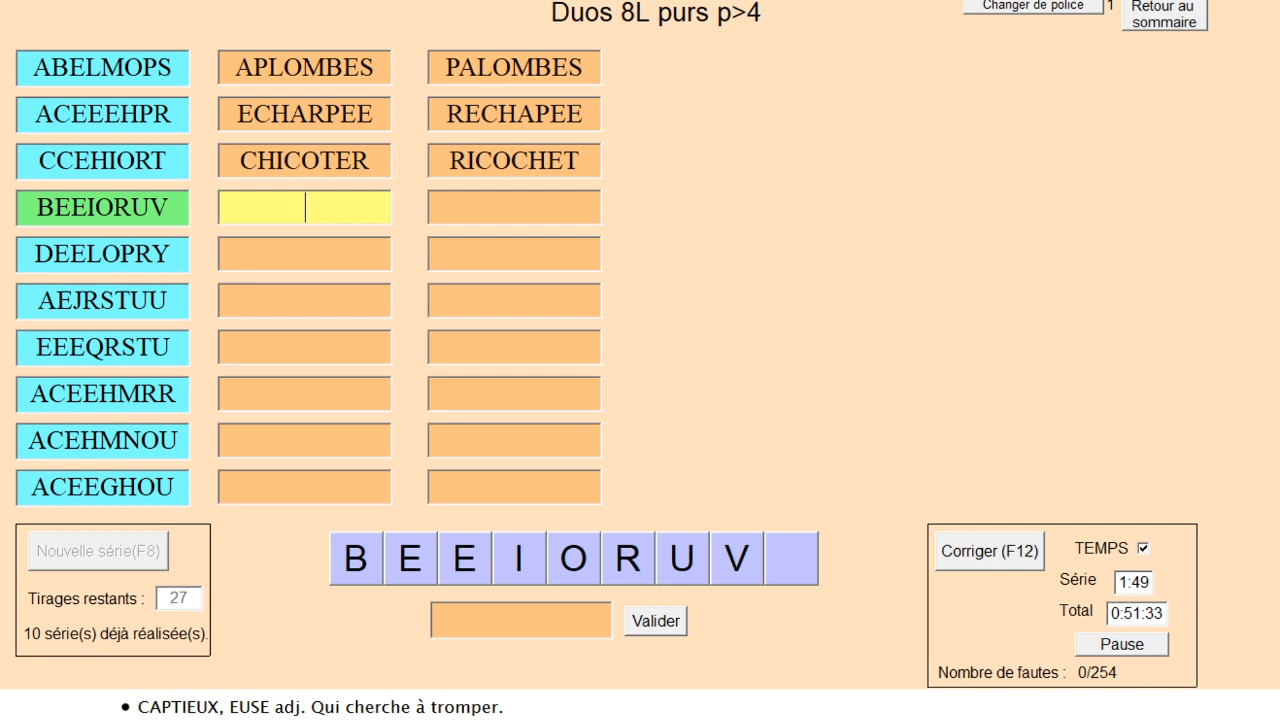 Duos 8L purs p>4
Changer de police 1 Retour au sommaire
ABELMOPS APLOMBES PALOMBES
ACEEEHPR ECHARPEE RECHAPEE
CCEHIORT CHICOTER RICOCHET
BEEIORUV
DEELOPRY
AEJRSTUU
EEEQRSTU
ACEEHMRR
ACEHMNOU
ACEEGHOU
Nouvelle série(F8)
Tirages restants : 27
10 série(s) déjà réalisée(s).
B E E I O R U V
Valider
Corriger (F12) TEMPS
Série 1:49
Total 0:51:33
Pause
Nombre de fautes : 0/254
• CAPTIEUX, EUSE adj. Qui cherche à tromper.